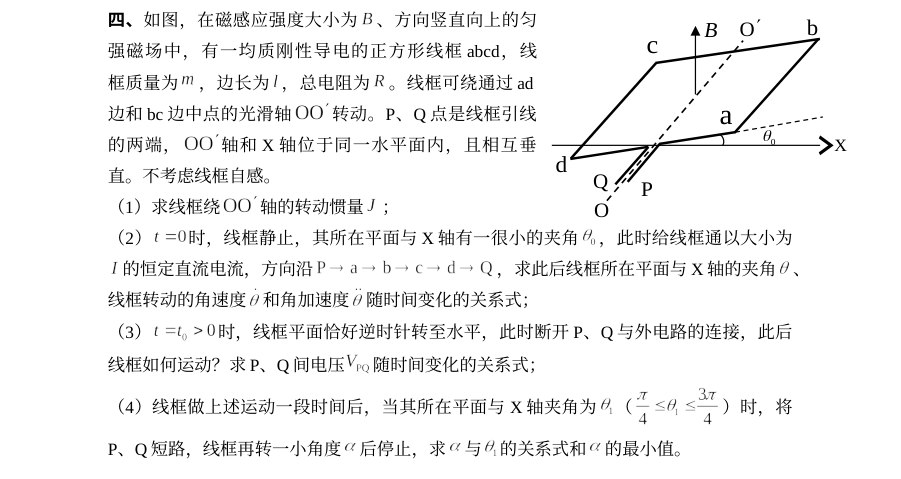 四、如图，在磁感应强度大小为 B、方向竖直向上的匀
强磁场中，有一均质刚性导电的正方形线框 abcd，线
框质量为 m，边长为 l，总电阻为 R。线框可绕通过 ad
边和 bc 边中点的光滑轴 OO′ 转动。P、Q 点是线框引线
的两端，OO′ 轴和 X 轴位于同一水平面内，且相互垂
直。不考虑线框自感。
（1）求线框绕 OO′ 轴的转动惯量 J；
（2）t=0时，线框静止，其所在平面与 X 轴有一很小的夹角 θ₀，此时给线框通以大小为
I 的恒定直流电流，方向沿 P→a→b→c→d→Q，求此后线框所在平面与 X 轴的夹角 θ、
线框转动的角速度 θ̇ 和角加速度 θ̈ 随时间变化的关系式；
（3）t=t₀>0时，线框平面恰好逆时针转至水平，此时断开 P、Q 与外电路的连接，此后
线框如何运动？求 P、Q 间电压 V_PQ 随时间变化的关系式；
（4）线框做上述运动一段时间后，当其所在平面与 X 轴夹角为 θ₁（π/4≤θ₁≤3π/4）时，将
P、Q 短路，线框再转一小角度 α 后停止，求 α 与 θ₁ 的关系式和 α 的最小值。
B
O′
b
c
a
θ₀
X
d
Q
P
O